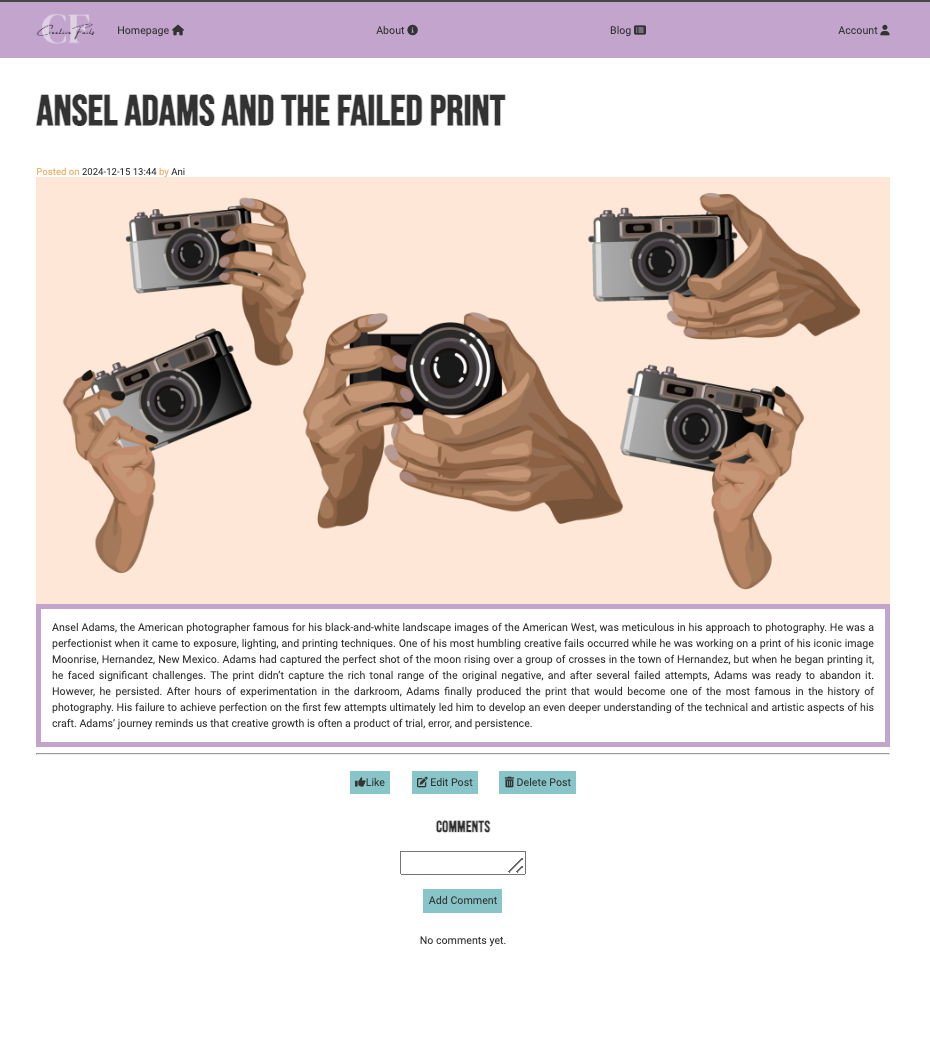 CF
Creative Fails
Homepage
About
Blog
Account
ANSEL ADAMS AND THE FAILED PRINT
Posted on 2024-12-15 13:44 by Ani
Ansel Adams, the American photographer famous for his black-and-white landscape images of the American West, was meticulous in his approach to photography. He was a
perfectionist when it came to exposure, lighting, and printing techniques. One of his most humbling creative fails occurred while he was working on a print of his iconic image
Moonrise, Hernandez, New Mexico. Adams had captured the perfect shot of the moon rising over a group of crosses in the town of Hernandez, but when he began printing it,
he faced significant challenges. The print didn’t capture the rich tonal range of the original negative, and after several failed attempts, Adams was ready to abandon it.
However, he persisted. After hours of experimentation in the darkroom, Adams finally produced the print that would become one of the most famous in the history of
photography. His failure to achieve perfection on the first few attempts ultimately led him to develop an even deeper understanding of the technical and artistic aspects of his
craft. Adams’ journey reminds us that creative growth is often a product of trial, error, and persistence.
Like
Edit Post
Delete Post
COMMENTS
Add Comment
No comments yet.